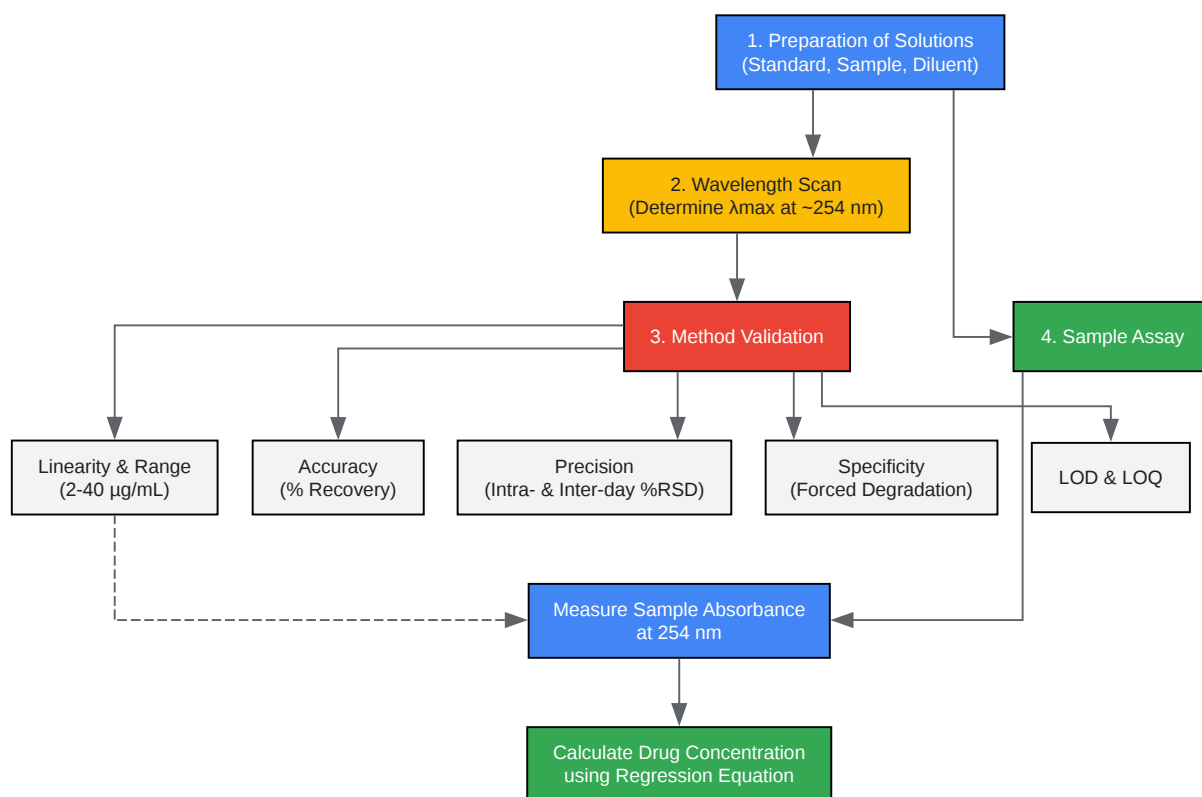 1. Preparation of Solutions
(Standard, Sample, Diluent)
2. Wavelength Scan
(Determine λmax at ~254 nm)
3. Method Validation
4. Sample Assay
Linearity & Range
(2-40 µg/mL)
Accuracy
(% Recovery)
Precision
(Intra- & Inter-day %RSD)
Specificity
(Forced Degradation)
LOD & LOQ
Measure Sample Absorbance
at 254 nm
Calculate Drug Concentration
using Regression Equation